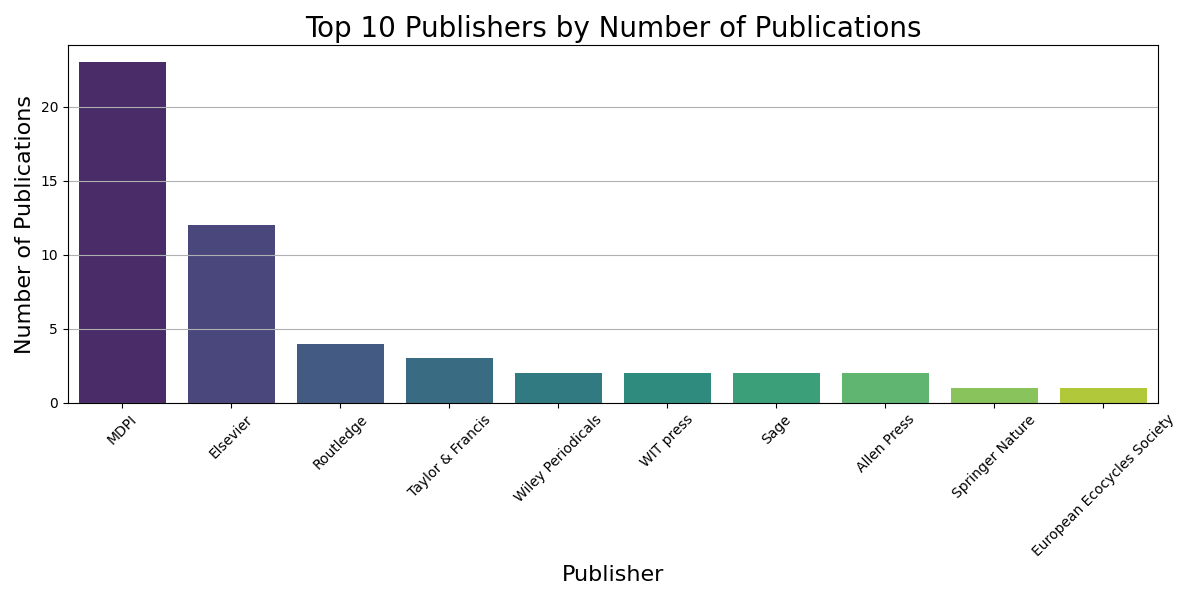 Top 10 Publishers by Number of Publications
Number of Publications
20
15
10
5
0
MDPI
Elsevier
Routledge
Taylor & Francis
Wiley Periodicals
WIT press
Sage
Allen Press
Springer Nature
European Ecocycles Society
Publisher